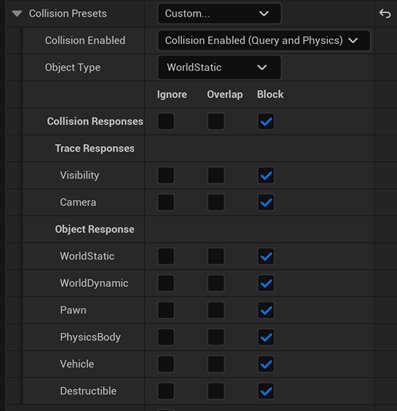 Collision Presets Custom...
Collision Enabled Collision Enabled (Query and Physics)
Object Type WorldStatic
Ignore Overlap Block
Collision Responses
Trace Responses
Visibility
Camera
Object Response
WorldStatic
WorldDynamic
Pawn
PhysicsBody
Vehicle
Destructible